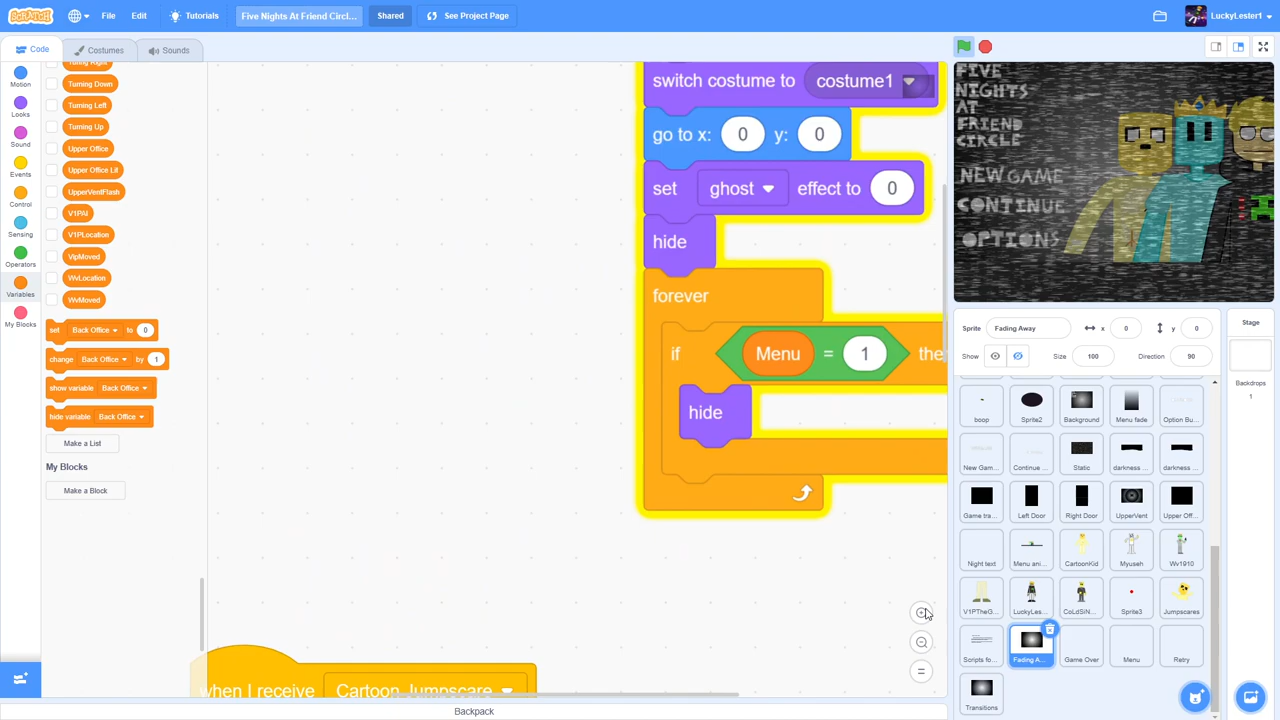 SCRATCH File Edit Tutorials Five Nights At Friend Circl... Shared See Project Page LuckyLester1
Code Costumes Sounds
Motion
Looks
Sound
Events
Control
Sensing
Operators
Variables
My Blocks
Turning Down
Turning Left
Turning Up
Upper Office
Upper Office Lit
UpperVentFlash
V1PAI
V1PLocation
VipMoved
WvLocation
WvMoved
set Back Office to 0
change Back Office by 1
show variable Back Office
hide variable Back Office
Make a List
My Blocks
Make a Block
switch costume to costume1
go to x: 0 y: 0
set ghost effect to 0
hide
forever
if Menu = 1 the
hide
when I receive Cartoon Jumpscare
Backpack
FIVE
NIGHTS
AT
FRIEND
CIRCLE
NEW GAME
CONTINUE
OPTIONS
Sprite Fading Away x 0 y 0
Show Size 100 Direction 90
boop Sprite2 Background Menu fade Option Bu...
New Gam... Continue ... Static darkness ... darkness ...
Game tra... Left Door Right Door UpperVent Upper Off...
Night text Menu ani... CartoonKid Myuseh Wv1910
V1PTheG... LuckyLes... CoLdSiN... Sprite3 Jumpscares
Scripts fo... Fading A... Game Over Menu Retry
Transitions
Stage
Backdrops
1